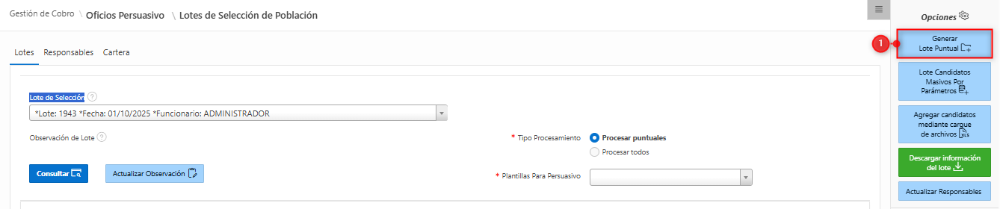 Gestión de Cobro \ Oficios Persuasivo \ Lotes de Selección de Población
Lotes Responsables Cartera
Lote de Selección ?
*Lote: 1943 *Fecha: 01/10/2025 *Funcionario: ADMINISTRADOR
Observación de Lote ?
* Tipo Procesamiento
Procesar puntuales
Procesar todos
Consultar
Actualizar Observación
* Plantillas Para Persuasivo
Opciones
1
Generar
Lote Puntual
Lote Candidatos
Masivos Por
Parámetros
Agregar candidatos
mediante cargue
de archivos XLS
Descargar información
del lote
Actualizar Responsables